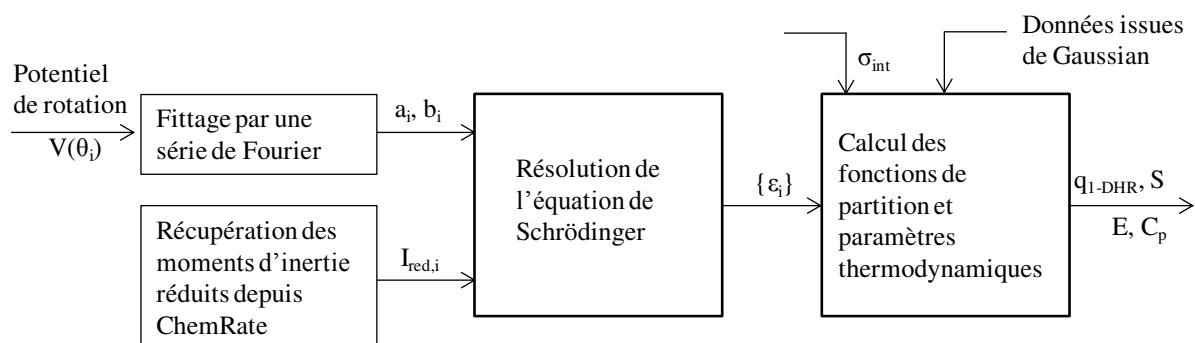 Données issues
de Gaussian
σint
Potentiel
de rotation
V(θi)
Fittage par une
série de Fourier
ai, bi
Récupération des
moments d’inertie
réduits depuis
ChemRate
Ired,i
Résolution de
l’équation de
Schrödinger
{εi}
Calcul des
fonctions de
partition et
paramètres
thermodynamiques
q1-DHR, S
E, Cp